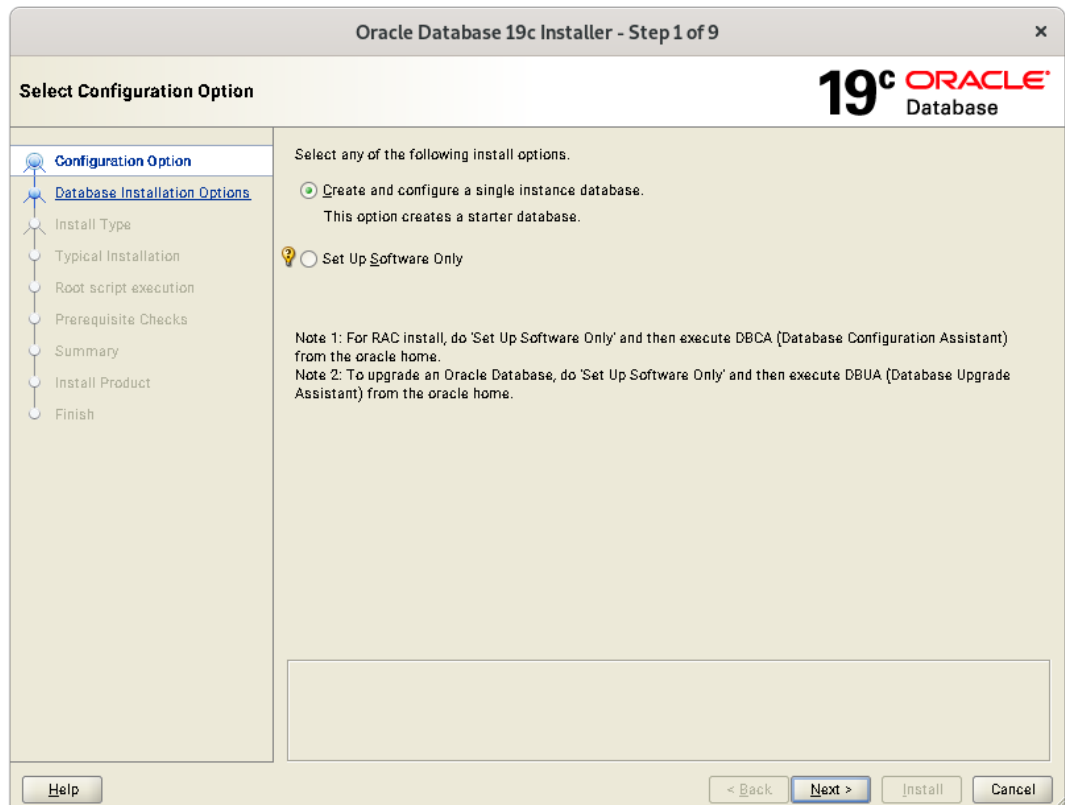 Oracle Database 19c Installer - Step 1 of 9
×
Select Configuration Option
19c ORACLE
Database
Configuration Option
Database Installation Options
Install Type
Typical Installation
Root script execution
Prerequisite Checks
Summary
Install Product
Finish
Select any of the following install options.
Create and configure a single instance database.
This option creates a starter database.
Set Up Software Only
Note 1: For RAC install, do 'Set Up Software Only' and then execute DBCA (Database Configuration Assistant)
from the oracle home.
Note 2: To upgrade an Oracle Database, do 'Set Up Software Only' and then execute DBUA (Database Upgrade
Assistant) from the oracle home.
Help
< Back
Next >
Install
Cancel